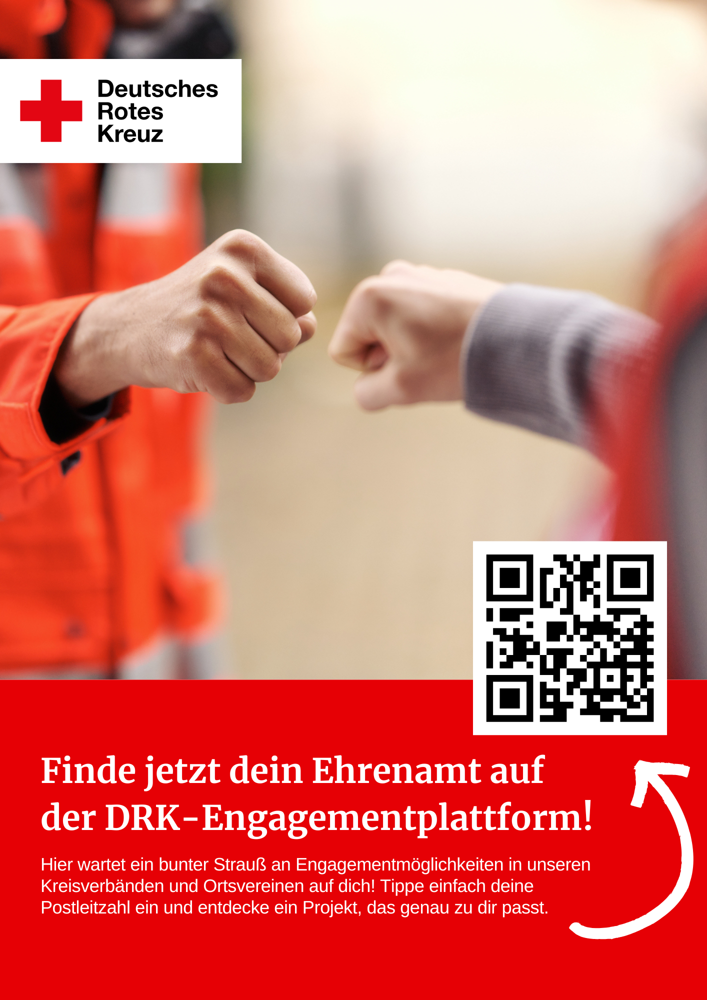 Deutsches
Rotes
Kreuz
Finde jetzt dein Ehrenamt auf
der DRK-Engagementplattform!
Hier wartet ein bunter Strauß an Engagementmöglichkeiten in unseren
Kreisverbänden und Ortsvereinen auf dich! Tippe einfach deine
Postleitzahl ein und entdecke ein Projekt, das genau zu dir passt.